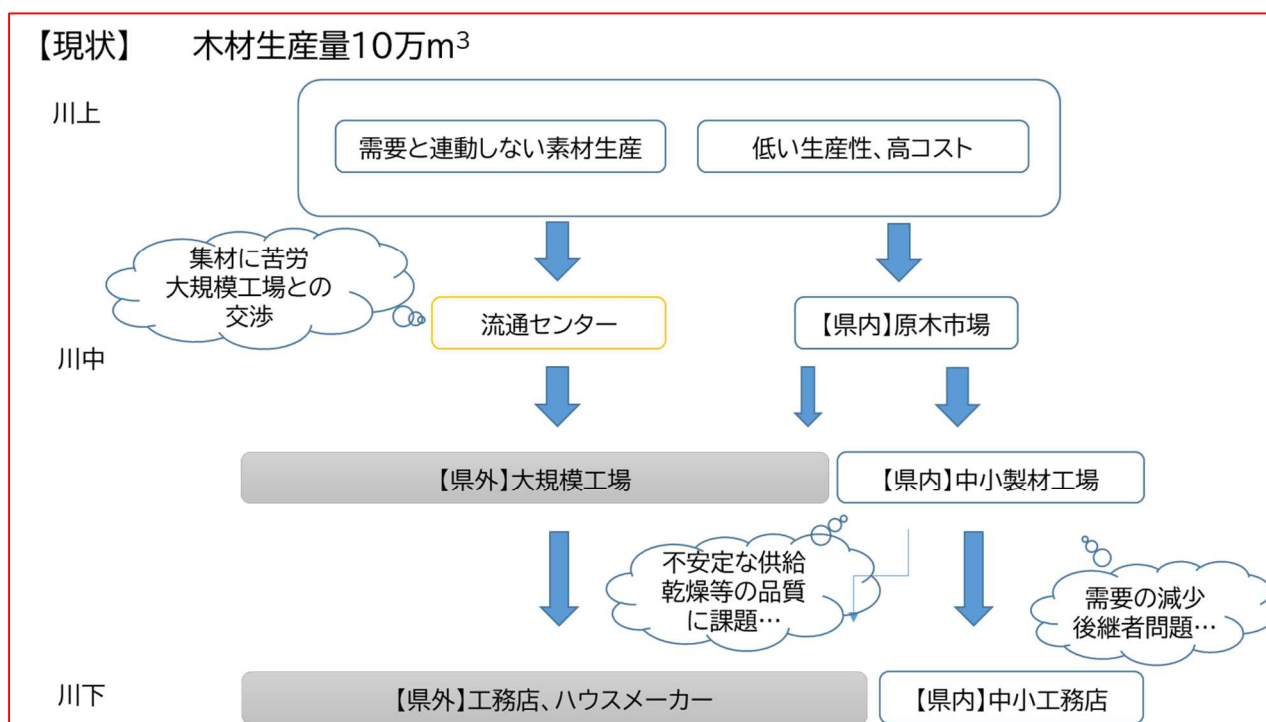 【現状】 木材生産量10万m³
川上
需要と連動しない素材生産
低い生産性、高コスト
集材に苦労
大規模工場との
交渉
流通センター
【県内】原木市場
川中
【県外】大規模工場
【県内】中小製材工場
不安定な供給
乾燥等の品質
に課題…
需要の減少
後継者問題…
川下
【県外】工務店、ハウスメーカー
【県内】中小工務店